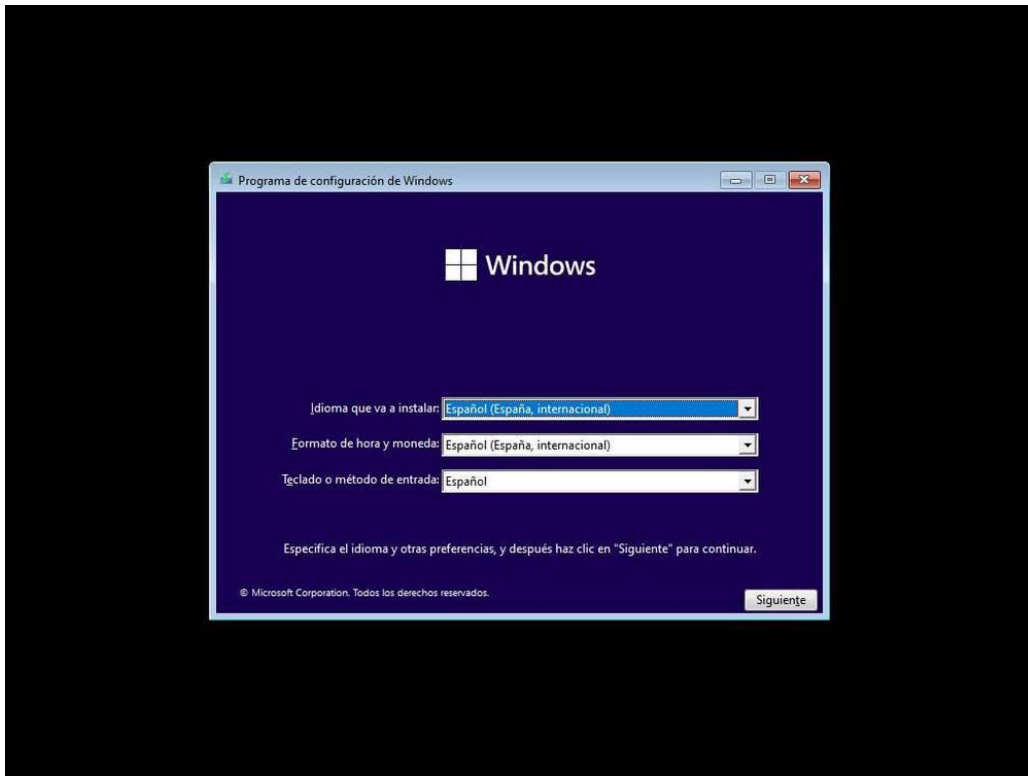 Programa de configuración de Windows
Windows
Idioma que va a instalar: Español (España, internacional)
Formato de hora y moneda: Español (España, internacional)
Teclado o método de entrada: Español
Especifica el idioma y otras preferencias, y después haz clic en "Siguiente" para continuar.
© Microsoft Corporation. Todos los derechos reservados.
Siguiente